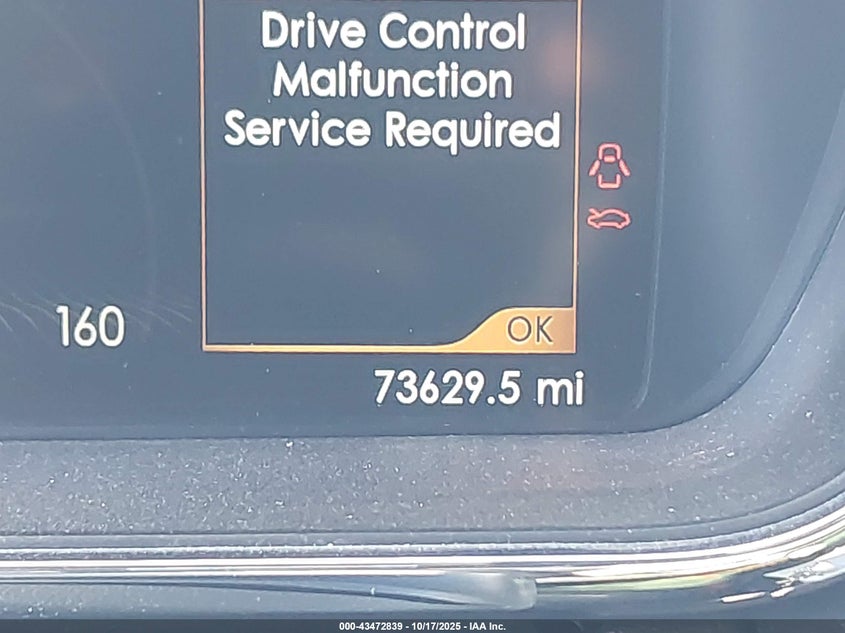 Drive Control
Malfunction
Service Required
160
OK
73629.5 mi
000-43472839 - 10/17/2025 - IAA Inc.